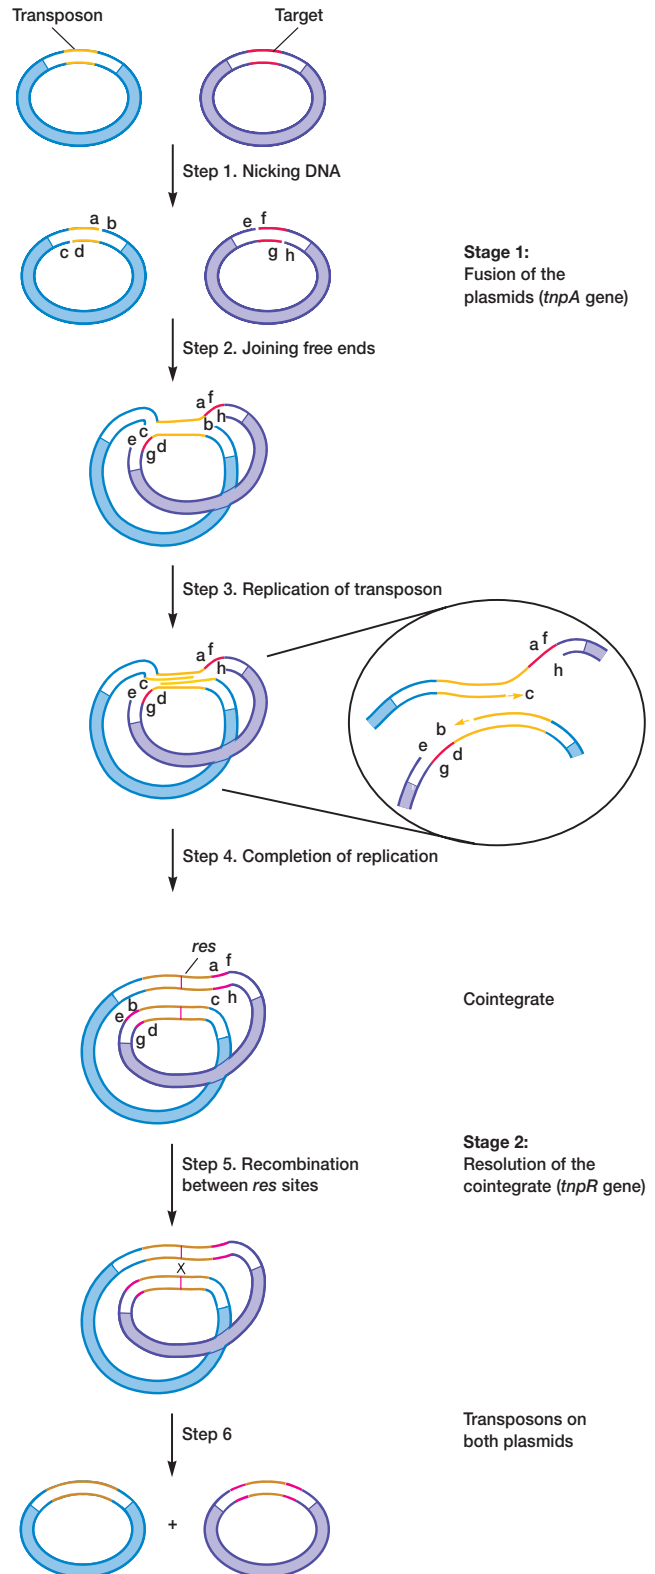 Transposon
Target
Step 1. Nicking DNA
a
b
c d
e f
g h
Stage 1:
Fusion of the
plasmids (tnpA gene)
Step 2. Joining free ends
a f
h
b
c
e
d
g
Step 3. Replication of transposon
a f
h
c
e
d
g
a f
h
c
b
e
d
g
Step 4. Completion of replication
res
a f
c h
b
e
d
g
Cointegrate
Stage 2:
Resolution of the
cointegrate (tnpR gene)
Step 5. Recombination
between res sites
X
Step 6
Transposons on
both plasmids
+